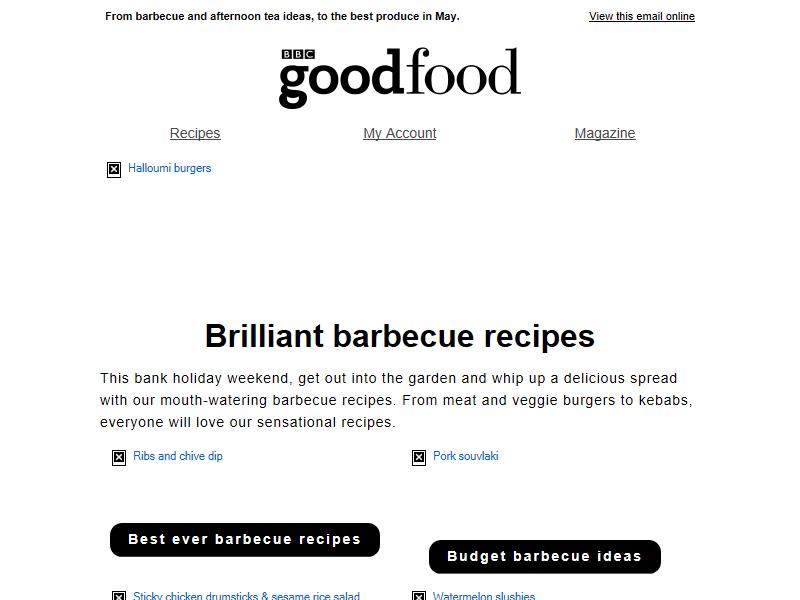 From barbecue and afternoon tea ideas, to the best produce in May.
View this email online
BBC
goodfood
Recipes
My Account
Magazine
Halloumi burgers
Brilliant barbecue recipes
This bank holiday weekend, get out into the garden and whip up a delicious spread
with our mouth-watering barbecue recipes. From meat and veggie burgers to kebabs,
everyone will love our sensational recipes.
Ribs and chive dip
Pork souvlaki
Best ever barbecue recipes
Budget barbecue ideas
Sticky chicken drumsticks & sesame rice salad
Watermelon slushies